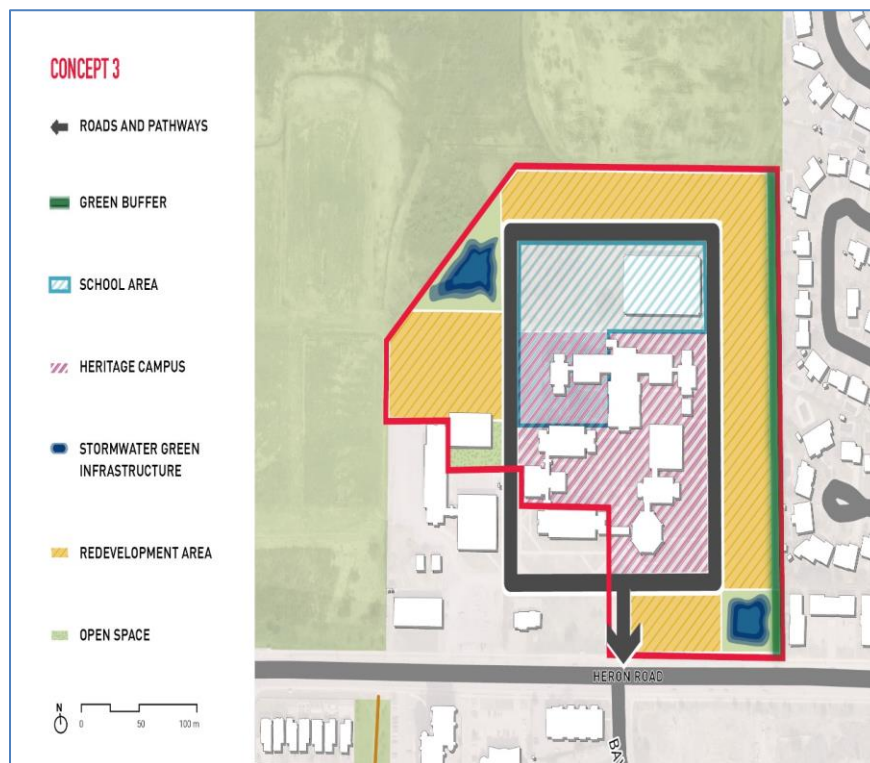 CONCEPT 3
ROADS AND PATHWAYS
GREEN BUFFER
SCHOOL AREA
HERITAGE CAMPUS
STORMWATER GREEN
INFRASTRUCTURE
REDEVELOPMENT AREA
OPEN SPACE
N
0 50 100 m
HERON ROAD
BAY